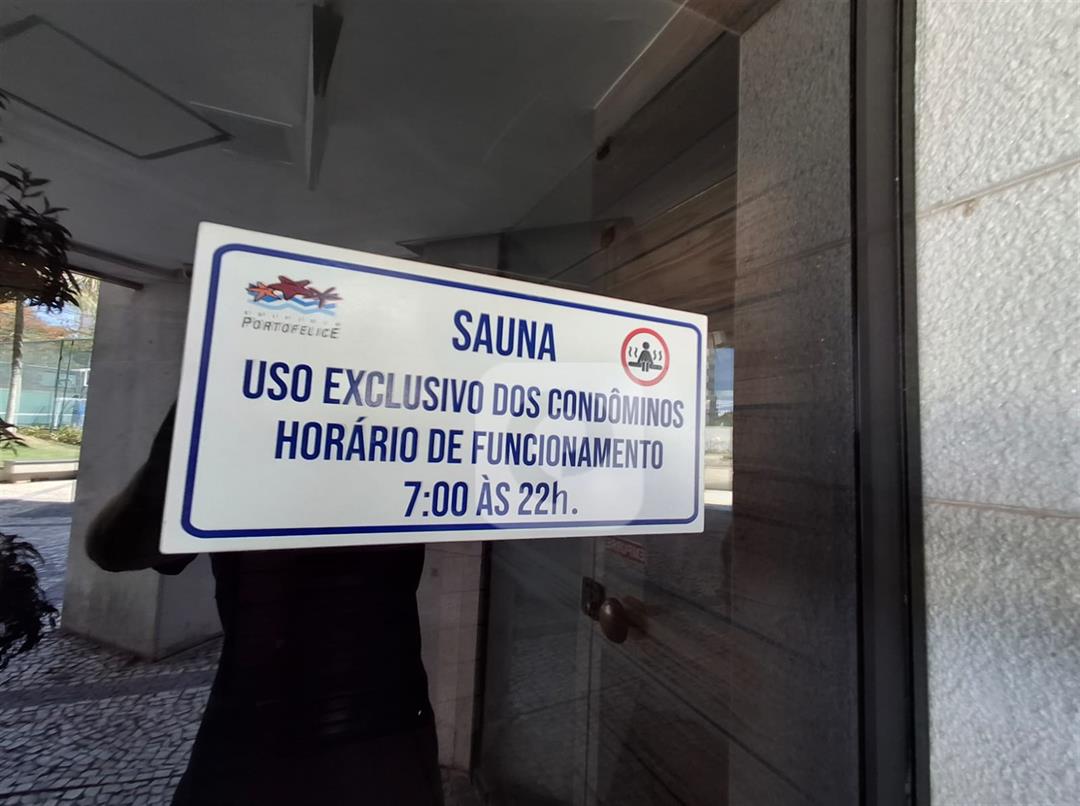 PORTOFELICE
SAUNA
USO EXCLUSIVO DOS CONDÔMINOS
HORÁRIO DE FUNCIONAMENTO
7:00 ÀS 22h.